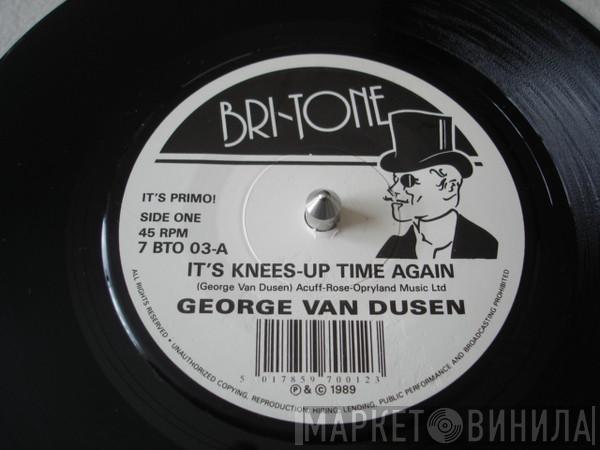 BRI-TONE
IT'S PRIMO!
SIDE ONE
45 RPM
7 BTO 03-A
IT'S KNEES-UP TIME AGAIN
(George Van Dusen) Acuff-Rose-Opryland Music Ltd
GEORGE VAN DUSEN
5 017859 700123
℗ & © 1989
ALL RIGHTS RESERVED • UNAUTHORIZED COPYING, REPRODUCTION, HIRING, LENDING, PUBLIC PERFORMANCE AND BROADCASTING PROHIBITED
МАРКЕТ ВИНИЛА